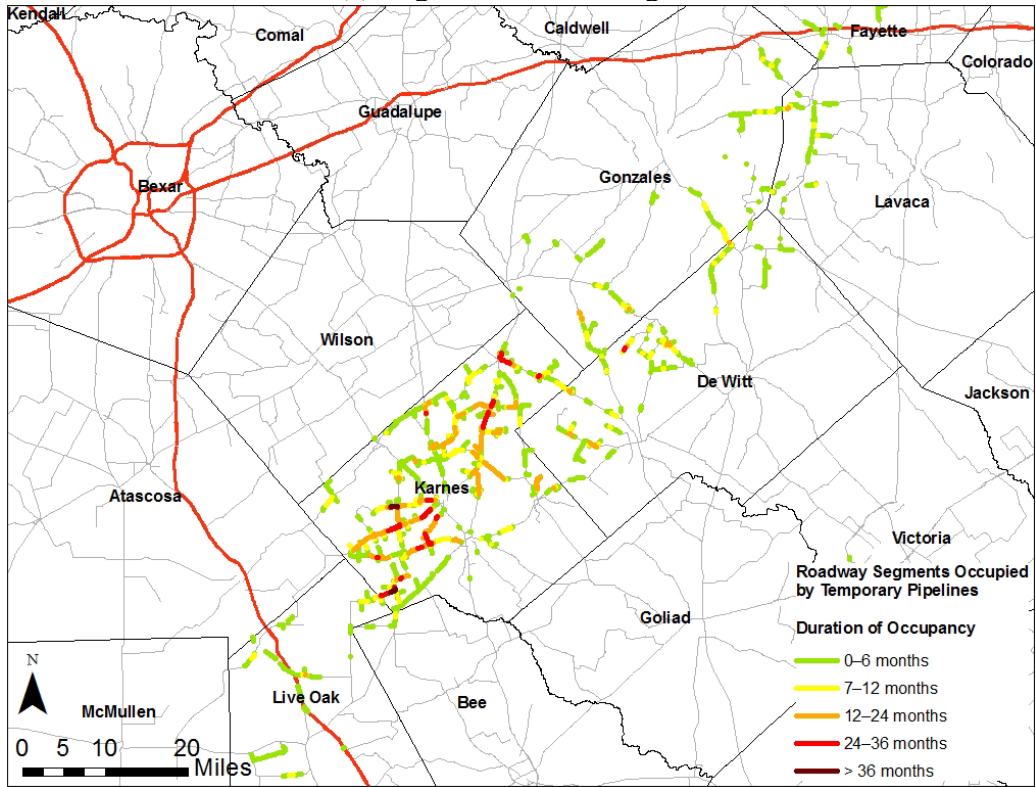 Kendall
Comal
Caldwell
Fayette
Colorado
Guadalupe
Bexar
Gonzales
Lavaca
Wilson
De Witt
Jackson
Karnes
Atascosa
Victoria
Roadway Segments Occupied
by Temporary Pipelines
Goliad
Duration of Occupancy
0–6 months
N
7–12 months
Live Oak
Bee
McMullen
12–24 months
24–36 months
0 5 10 20
Miles
> 36 months